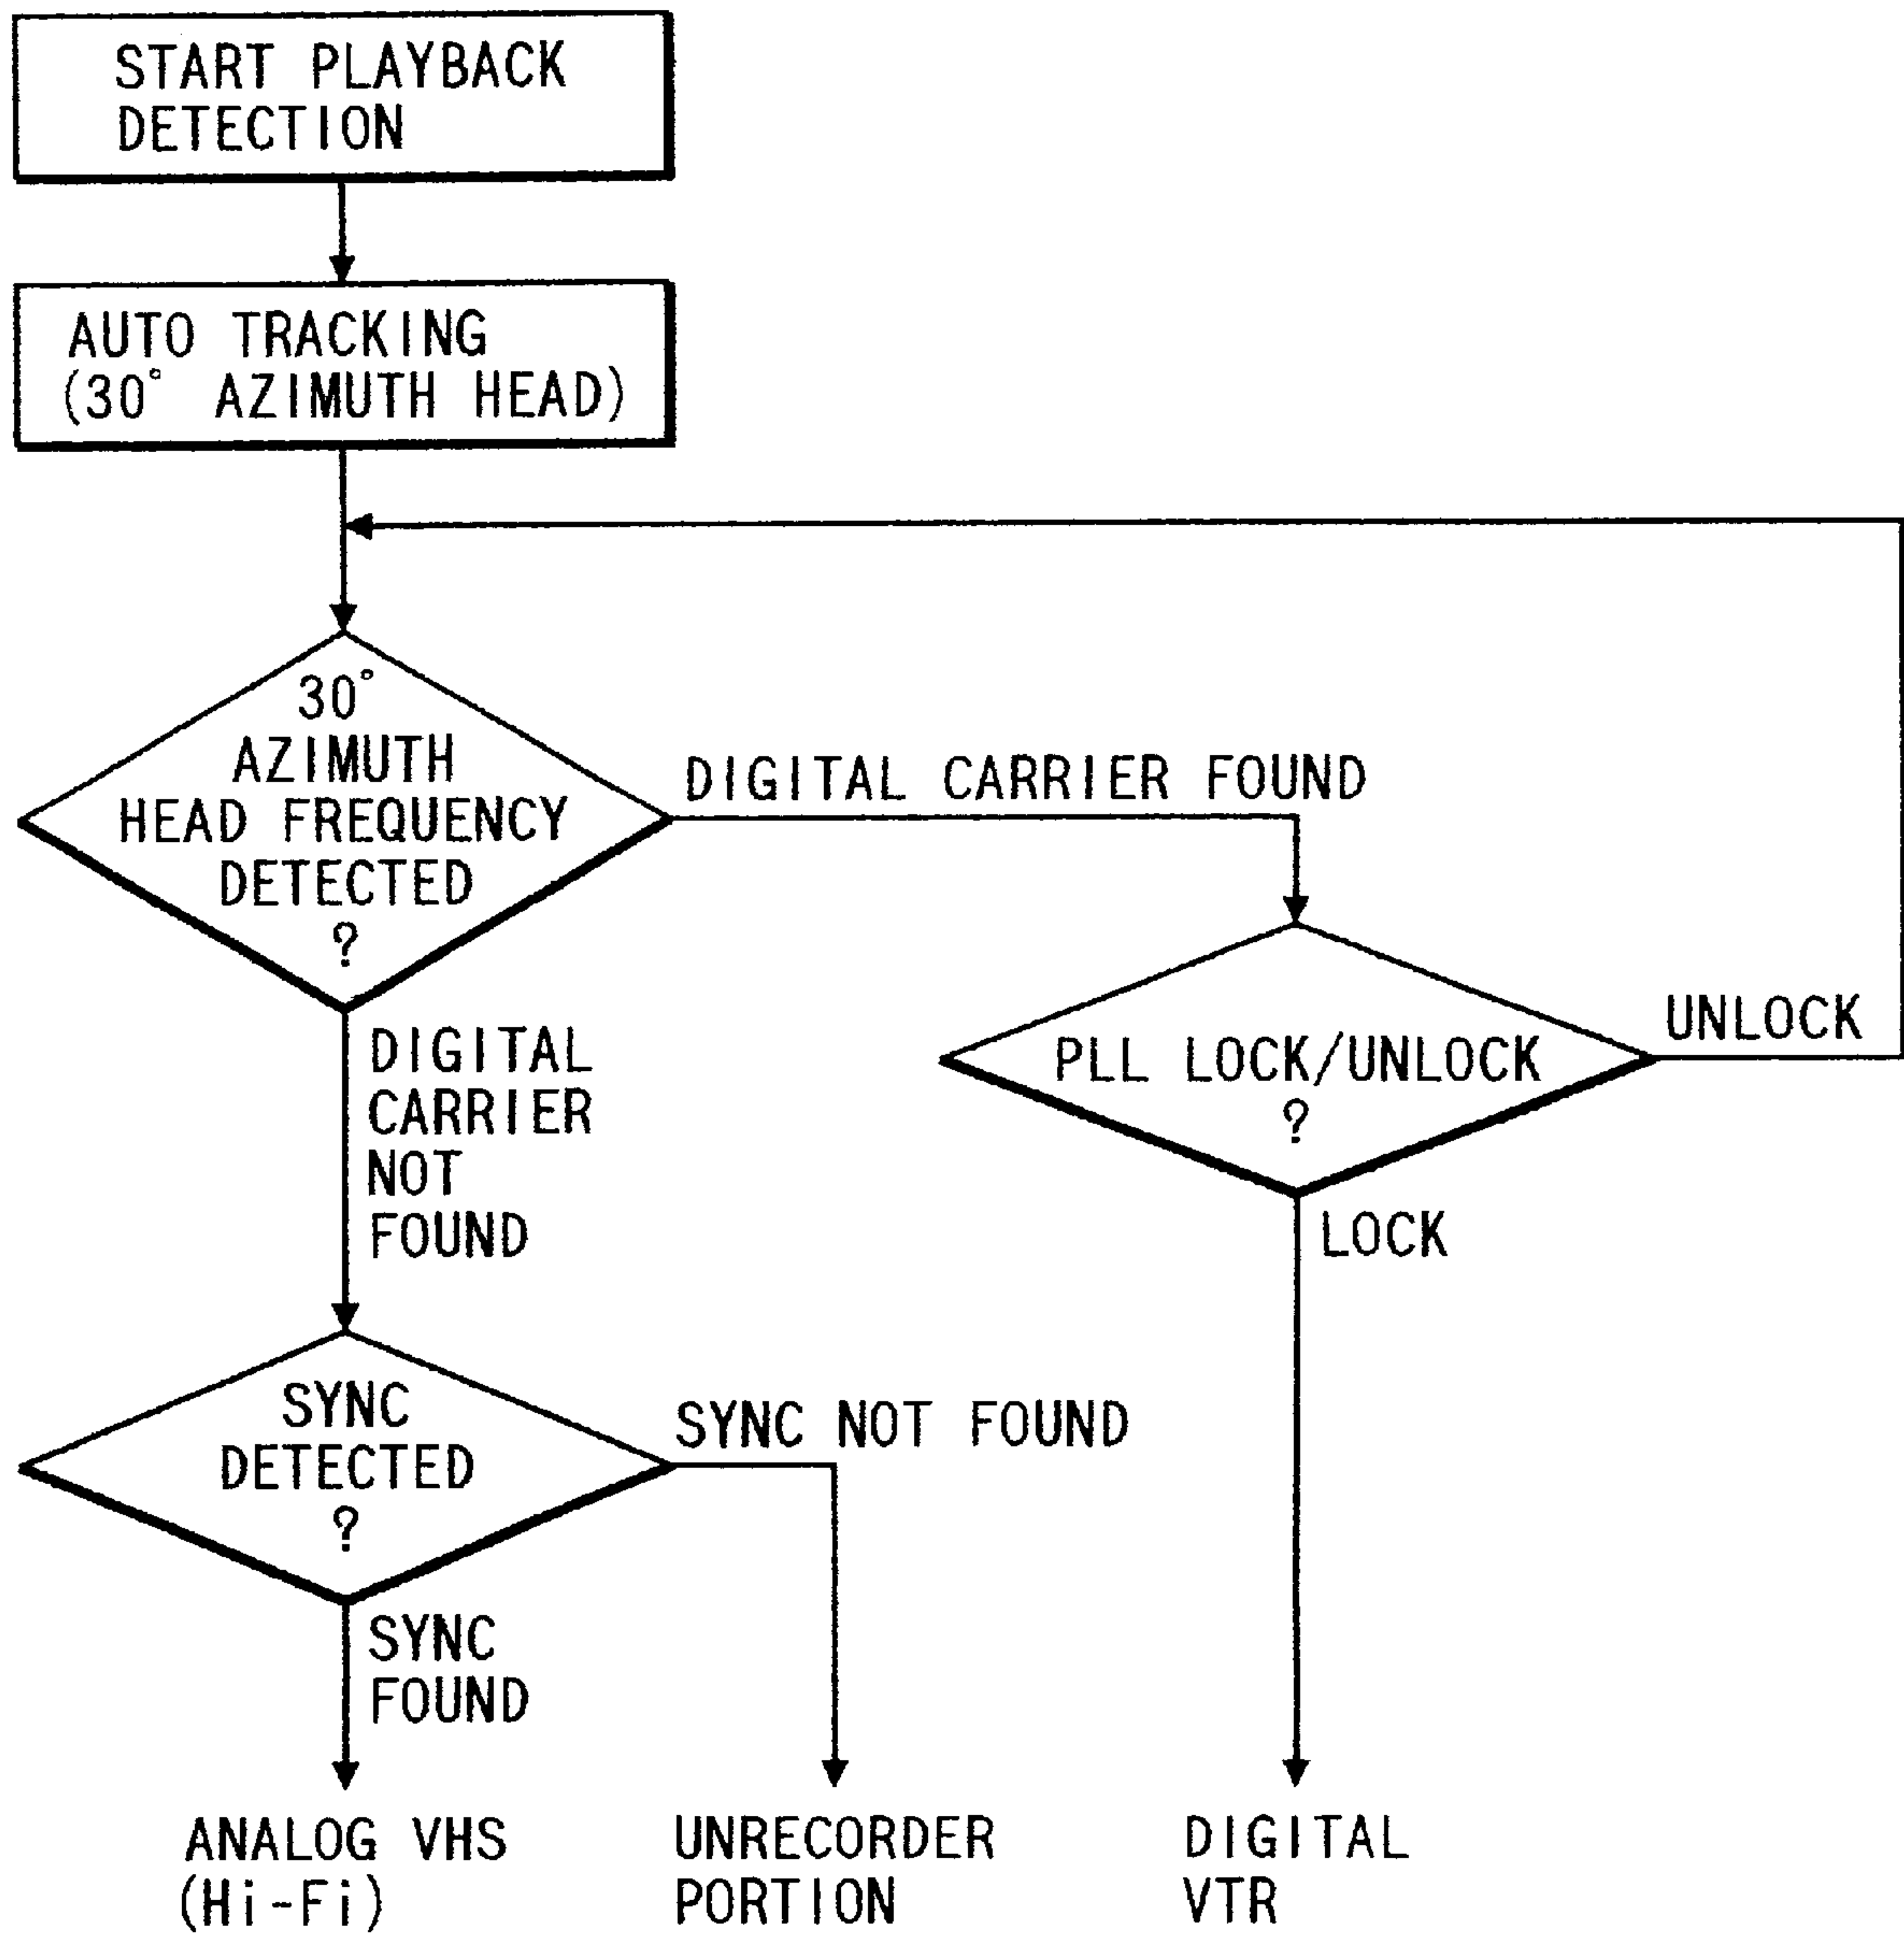 START PLAYBACK
DETECTION
AUTO TRACKING
(30° AZIMUTH HEAD)
30°
AZIMUTH
HEAD FREQUENCY
DETECTED
?
DIGITAL CARRIER FOUND
DIGITAL
CARRIER
NOT
FOUND
PLL LOCK/UNLOCK
?
UNLOCK
LOCK
SYNC
DETECTED
?
SYNC NOT FOUND
SYNC
FOUND
ANALOG VHS
(Hi-Fi)
UNRECORDER
PORTION
DIGITAL
VTR